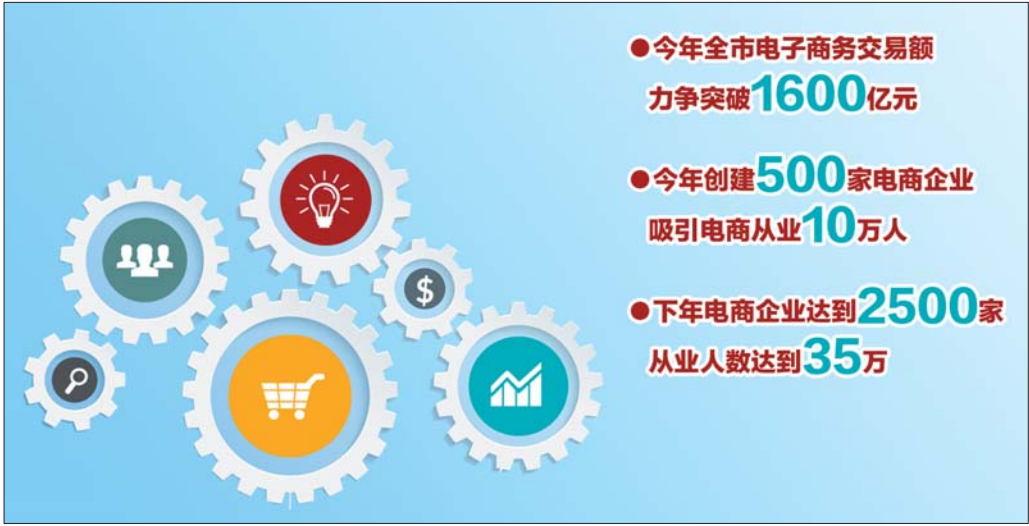 ●今年全市电子商务交易额
力争突破1600亿元
●今年创建500家电商企业
吸引电商从业10万人
●下年电商企业达到2500家
从业人数达到35万
$